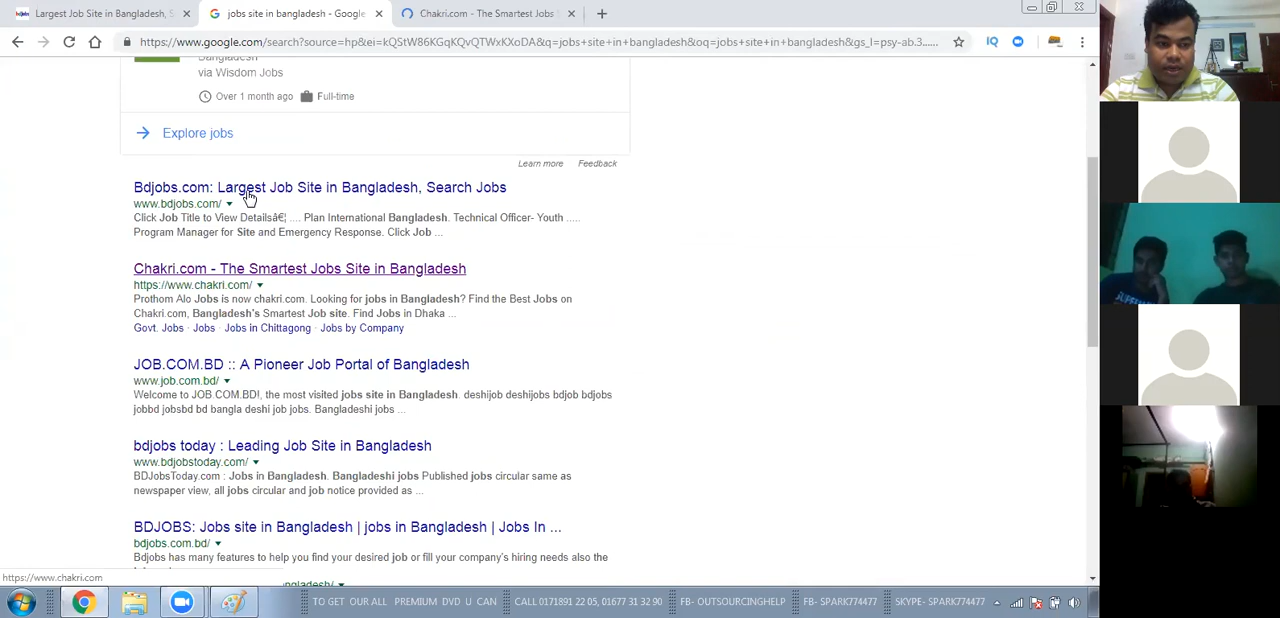 Largest Job Site in Bangladesh, S
jobs site in bangladesh - Google
Chakri.com - The Smartest Jobs
https://www.google.com/search?source=hp&ei=kQStW86KGqKQvQTWxKXoDA&q=jobs+site+in+bangladesh&oq=jobs+site+in+bangladesh&gs_l=psy-ab.3......
IQ
Bangladesh
via Wisdom Jobs
Over 1 month ago Full-time
Explore jobs
Learn more Feedback
Bdjobs.com: Largest Job Site in Bangladesh, Search Jobs
www.bdjobs.com/
Click Job Title to View Detailsâ€¦ .... Plan International Bangladesh. Technical Officer- Youth .....
Program Manager for Site and Emergency Response. Click Job ...
Chakri.com - The Smartest Jobs Site in Bangladesh
https://www.chakri.com/
Prothom Alo Jobs is now chakri.com. Looking for jobs in Bangladesh? Find the Best Jobs on
Chakri.com, Bangladesh's Smartest Job site. Find Jobs in Dhaka ...
Govt. Jobs · Jobs · Jobs in Chittagong · Jobs by Company
JOB.COM.BD :: A Pioneer Job Portal of Bangladesh
www.job.com.bd/
Welcome to JOB.COM.BD!, the most visited jobs site in Bangladesh. deshijob deshijobs bdjob bdjobs
jobbd jobsbd bd bangla deshi job jobs. Bangladeshi jobs ...
bdjobs today : Leading Job Site in Bangladesh
www.bdjobstoday.com/
BDJobsToday.com : Jobs in Bangladesh. Bangladeshi jobs Published jobs circular same as
newspaper view, all jobs circular and job notice provided as ...
BDJOBS: Jobs site in Bangladesh | jobs in Bangladesh | Jobs In ...
bdjobs.com.bd/
Bdjobs has many features to help you find your desired job or fill your company's hiring needs also the
https://www.chakri.com
TO GET OUR ALL PREMIUM DVD U CAN CALL 0171891 22 05, 01677 31 32 90 FB- OUTSOURCINGHELP FB- SPARK774477 SKYPE- SPARK774477